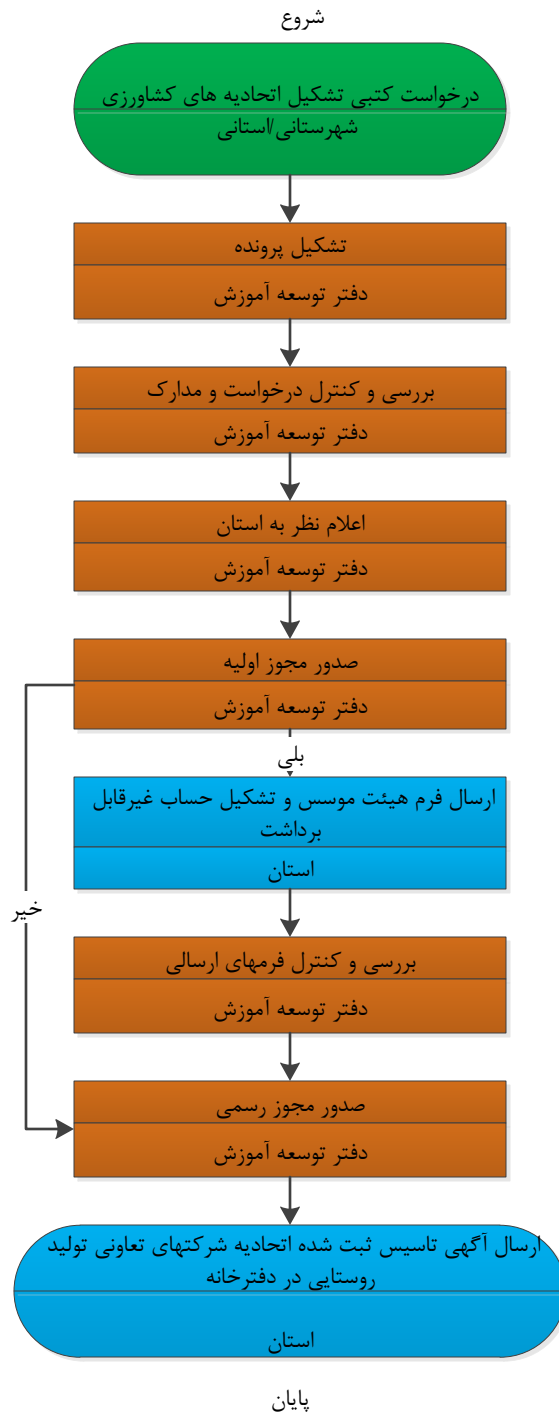 شروع
درخواست کتبی تشکیل اتحادیه های کشاورزی
شهرستانی/استانی
تشکیل پرونده
دفتر توسعه آموزش
بررسی و کنترل درخواست و مدارک
دفتر توسعه آموزش
اعلام نظر به استان
دفتر توسعه آموزش
صدور مجوز اولیه
دفتر توسعه آموزش
بلی
ارسال فرم هیئت موسس و تشکیل حساب غیرقابل
برداشت
استان
خیر
بررسی و کنترل فرمهای ارسالی
دفتر توسعه آموزش
صدور مجوز رسمی
دفتر توسعه آموزش
ارسال آگهی تاسیس ثبت شده اتحادیه شرکتهای تعاونی تولید
روستایی در دفترخانه
استان
پایان